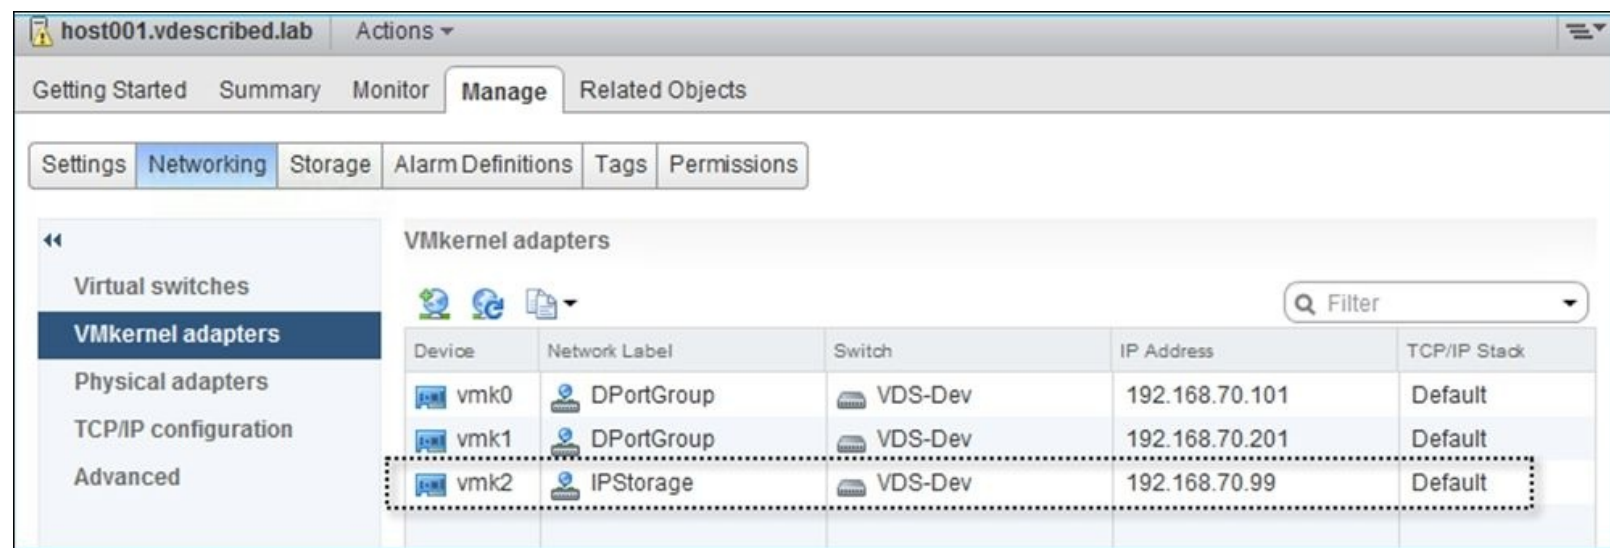 host001.vdescribed.lab Actions
Getting Started Summary Monitor Manage Related Objects
Settings Networking Storage Alarm Definitions Tags Permissions
Virtual switches
VMkernel adapters
Physical adapters
TCP/IP configuration
Advanced
VMkernel adapters
Filter
Device Network Label Switch IP Address TCP/IP Stack
vmk0 DPortGroup VDS-Dev 192.168.70.101 Default
vmk1 DPortGroup VDS-Dev 192.168.70.201 Default
vmk2 IPStorage VDS-Dev 192.168.70.99 Default